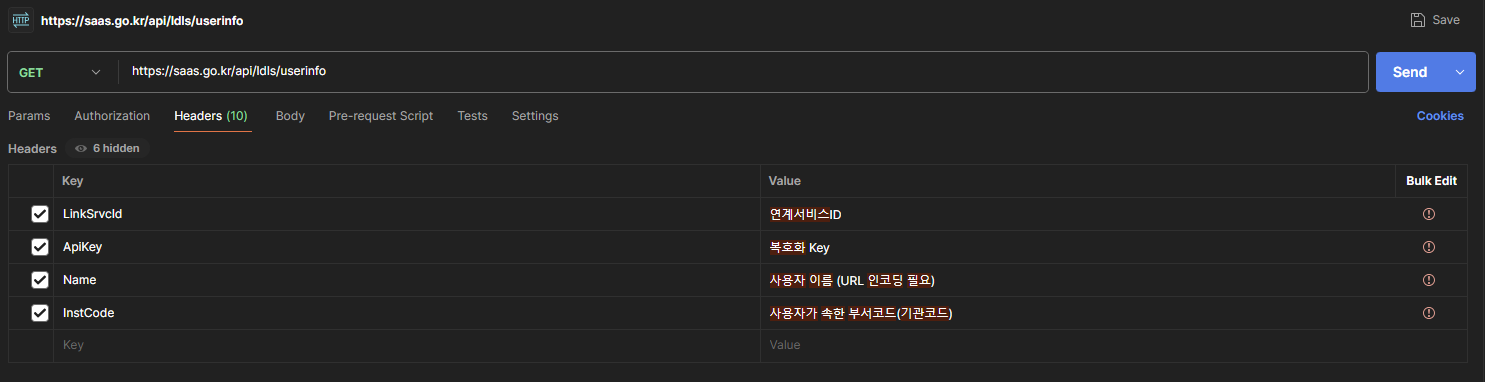 HTTP https://saas.go.kr/api/ldls/userinfo Save
GET https://saas.go.kr/api/ldls/userinfo Send
Params Authorization Headers (10) Body Pre-request Script Tests Settings Cookies
Headers 6 hidden
Key Value Bulk Edit
LinkSrvcId 연계서비스ID
ApiKey 복호화 Key
Name 사용자 이름 (URL 인코딩 필요)
InstCode 사용자가 속한 부서코드(기관코드)
Key Value